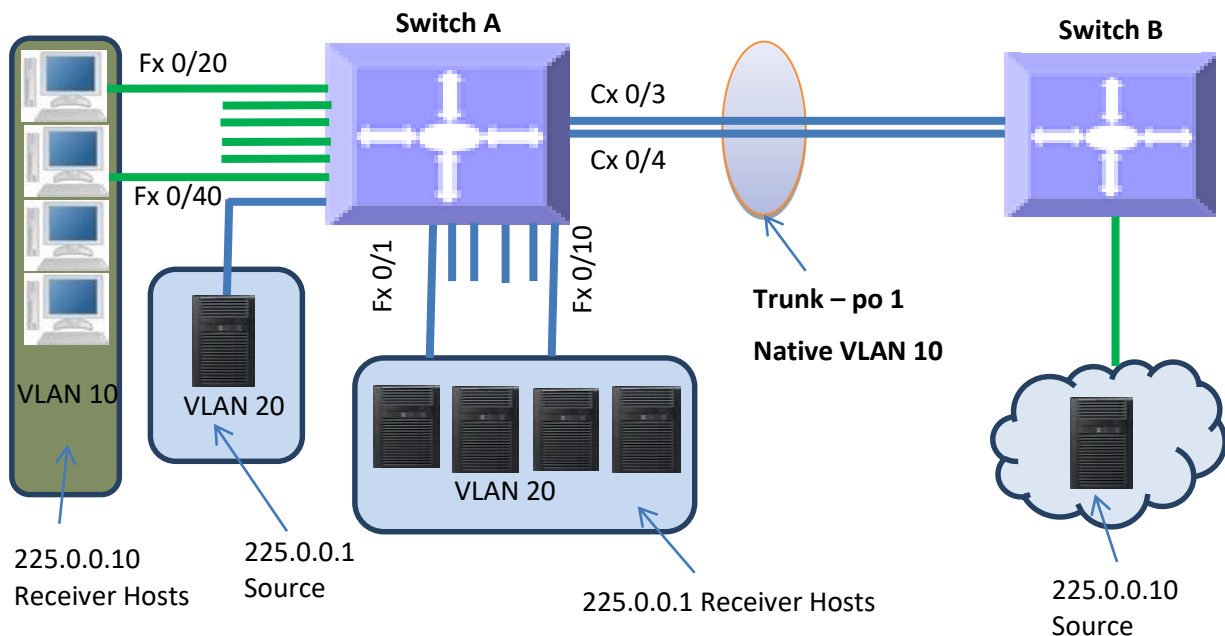 Switch A
Switch B
Fx 0/20
Cx 0/3
Cx 0/4
Fx 0/40
Fx 0/1
Fx 0/10
Trunk – po 1
Native VLAN 10
VLAN 10
VLAN 20
VLAN 20
225.0.0.10
Receiver Hosts
225.0.0.1
Source
225.0.0.1 Receiver Hosts
225.0.0.10
Source